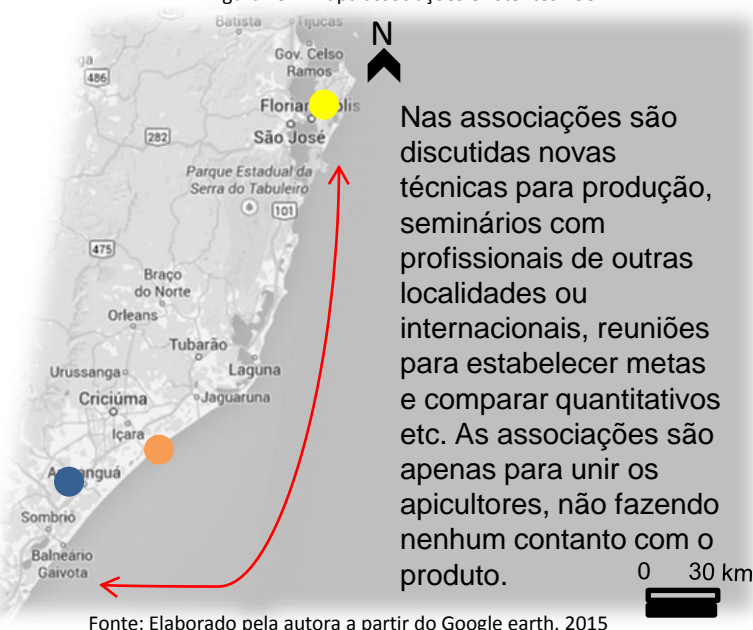 Batista
Tijucas
Gov. Celso
Ramos
486
N
282
São José
Parque Estadual da
Serra do Tabuleiro
101
475
Braço
do Norte
Orleans
Tubarão
Urussanga
Laguna
Criciúma
Jaguaruna
Içara
Sombrio
Balneário
Gaivota
Nas associações são
discutidas novas
técnicas para produção,
seminários com
profissionais de outras
localidades ou
internacionais, reuniões
para estabelecer metas
e comparar quantitativos
etc. As associações são
apenas para unir os
apicultores, não fazendo
nenhum contanto com o
produto.
0 30 km
Fonte: Elaborado pela autora a partir do Google earth, 2015